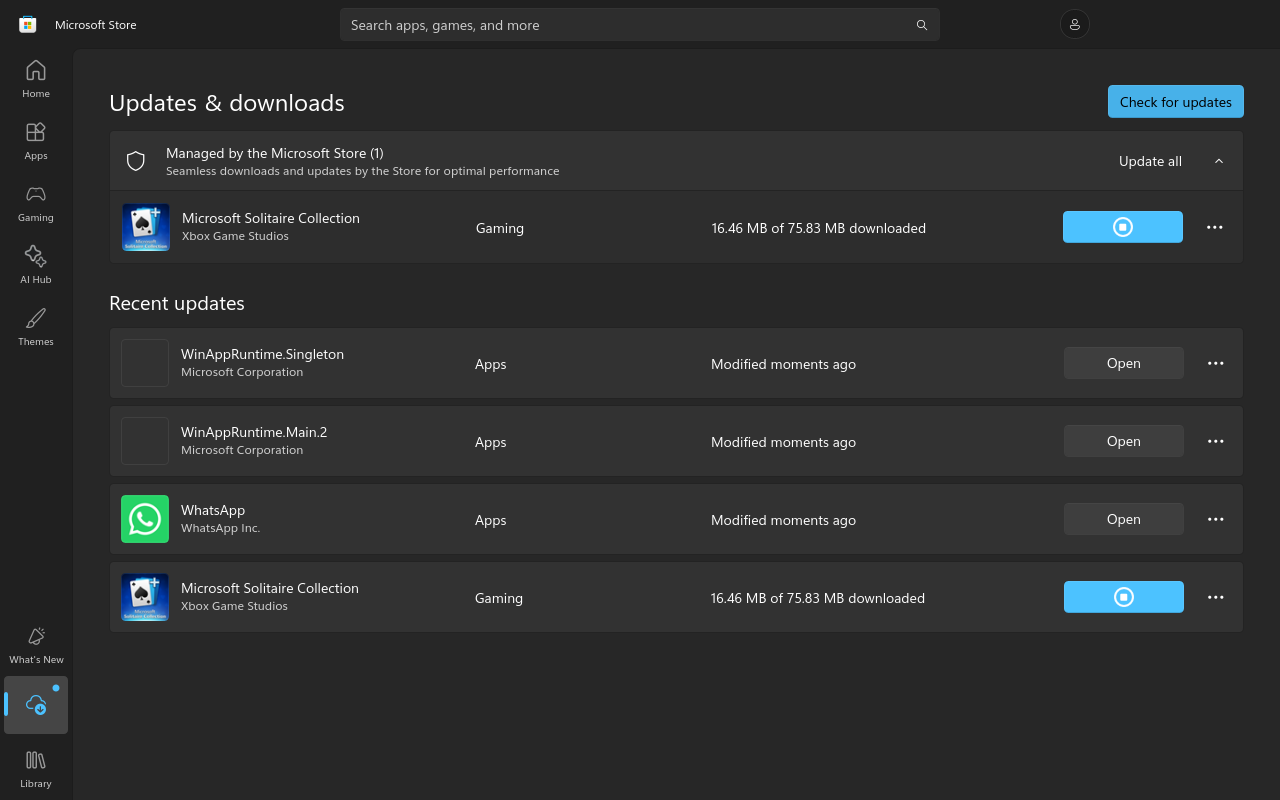 Microsoft Store
Search apps, games, and more
Home
Apps
Gaming
AI Hub
Themes
What's New
Library
Updates & downloads
Check for updates
Managed by the Microsoft Store (1)
Seamless downloads and updates by the Store for optimal performance
Update all
Microsoft Solitaire Collection
Xbox Game Studios
Gaming
16.46 MB of 75.83 MB downloaded
Recent updates
WinAppRuntime.Singleton
Microsoft Corporation
Apps
Modified moments ago
Open
WinAppRuntime.Main.2
Microsoft Corporation
Apps
Modified moments ago
Open
WhatsApp
WhatsApp Inc.
Apps
Modified moments ago
Open
Microsoft Solitaire Collection
Xbox Game Studios
Gaming
16.46 MB of 75.83 MB downloaded